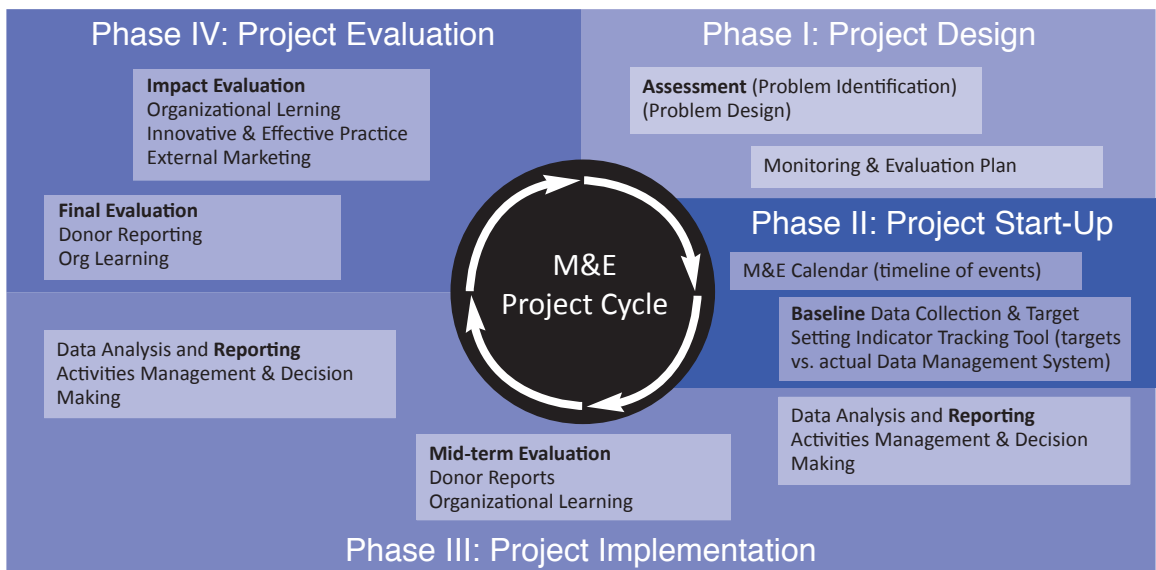 Phase IV: Project Evaluation
Impact Evaluation
Organizational Lerning
Innovative & Effective Practice
External Marketing
Final Evaluation
Donor Reporting
Org Learning
Phase I: Project Design
Assessment (Problem Identification)
(Problem Design)
Monitoring & Evaluation Plan
Phase II: Project Start-Up
M&E Calendar (timeline of events)
Baseline Data Collection & Target
Setting Indicator Tracking Tool (targets
vs. actual Data Management System)
M&E
Project Cycle
Data Analysis and Reporting
Activities Management & Decision
Making
Mid-term Evaluation
Donor Reports
Organizational Learning
Data Analysis and Reporting
Activities Management & Decision
Making
Phase III: Project Implementation